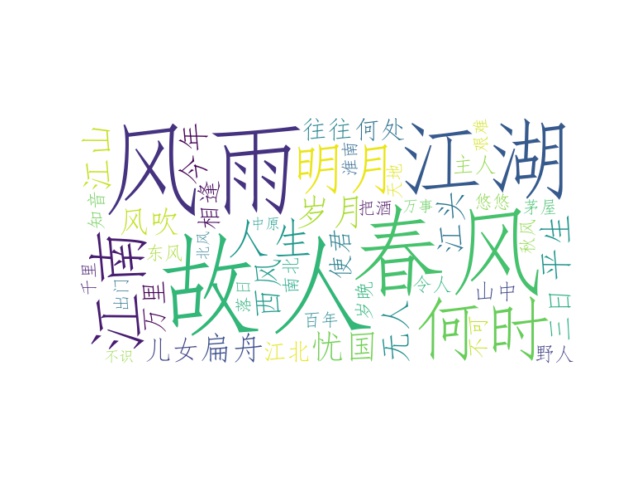 风雨
江湖
故人
春风
江南
何时
明月
江山
今年
相逢
往往
何处
淮南
艰难
天地
主人
知音
风吹
岁月
把酒
万事
江头
悠悠
茅屋
人生
中原
使君
秋风
平生
东风
北风
西风
南北
千里
万里
出门
落日
百年
岁晚
令人
山中
三日
不识
儿女
扁舟
江北
忧国
无人
不可
野人